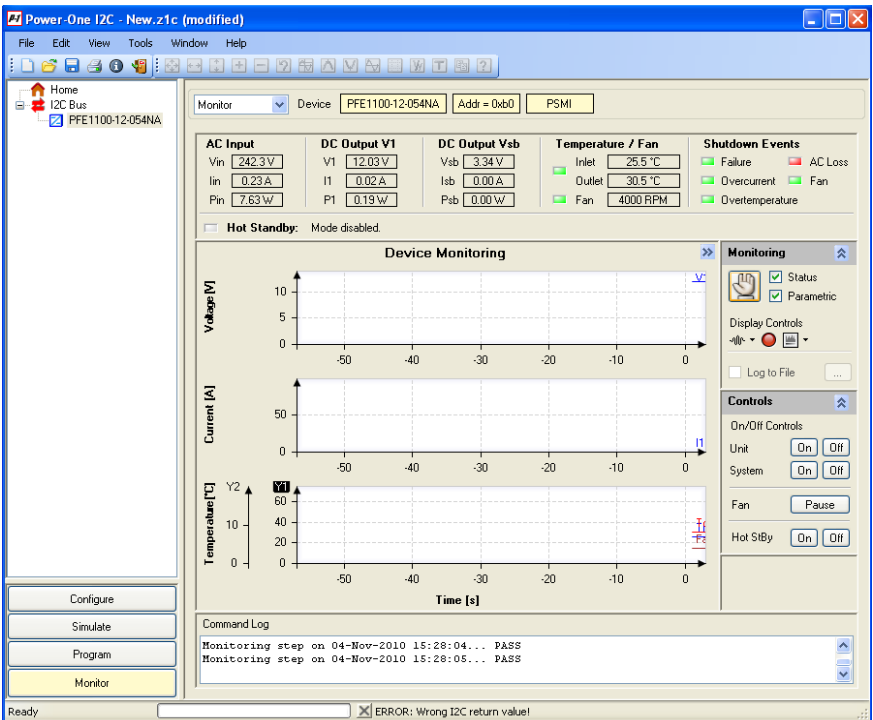 Power-One I2C - New.z1c (modified)
File Edit View Tools Window Help
Home
I2C Bus
PFE1100-12-054NA
Monitor Device PFE1100-12-054NA Addr = 0xb0 PSMI
AC Input DC Output V1 DC Output Vsb Temperature / Fan Shutdown Events
Vin 242.3 V V1 12.03 V Vsb 3.34 V Inlet 25.5 °C Failure AC Loss
Iin 0.23 A I1 0.02 A Isb 0.00 A Outlet 30.5 °C Overcurrent Fan
Pin 7.63 W P1 0.19 W Psb 0.00 W Fan 4000 RPM Overtemperature
Hot Standby: Mode disabled.
Device Monitoring
Voltage [V]
10
5
0
-50 -40 -30 -20 -10 0
V1
Current [A]
50
0
-50 -40 -30 -20 -10 0
I1
Temperature [°C]
Y2 Y1
60
10 40
20
0 0
-50 -40 -30 -20 -10 0
Time [s]
Monitoring
Status
Parametric
Display Controls
Log to File ...
Controls
On/Off Controls
Unit On Off
System On Off
Fan Pause
Hot StBy On Off
Configure
Simulate
Program
Monitor
Command Log
Monitoring step on 04-Nov-2010 15:28:04... PASS
Monitoring step on 04-Nov-2010 15:28:05... PASS
Ready ERROR: Wrong I2C return value!